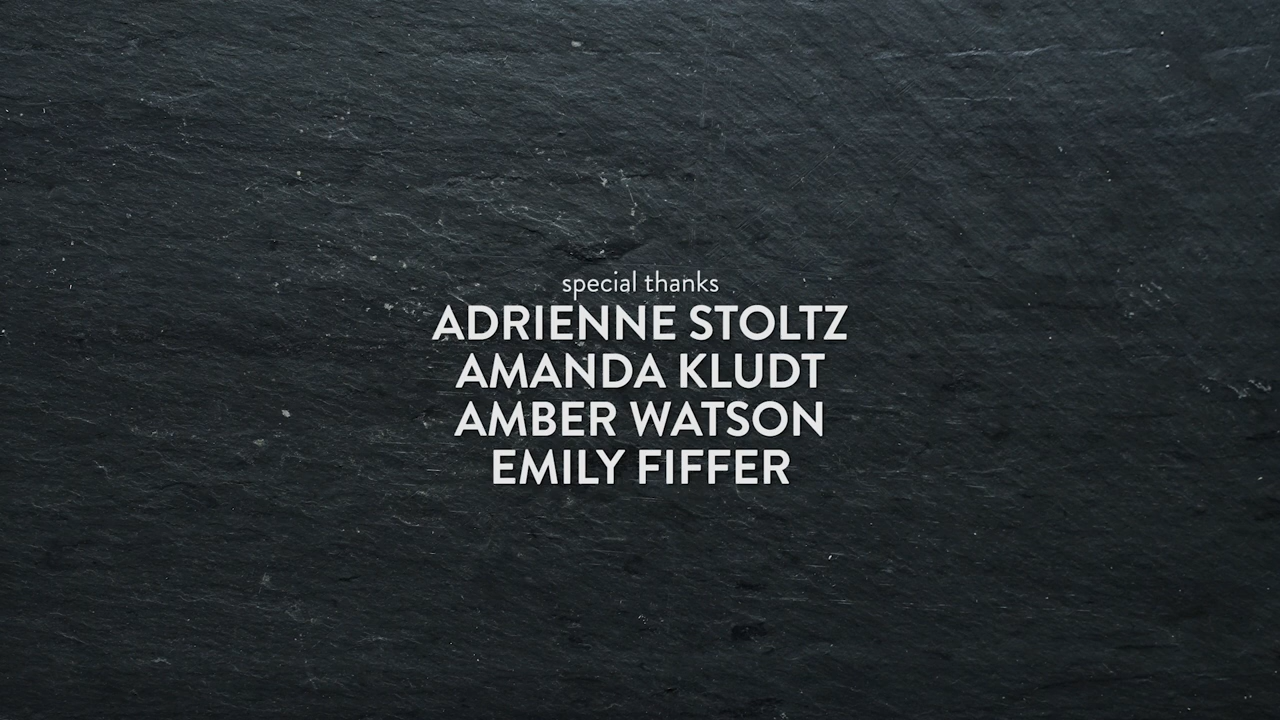 special thanks
ADRIENNE STOLTZ
AMANDA KLUDT
AMBER WATSON
EMILY FIFFER